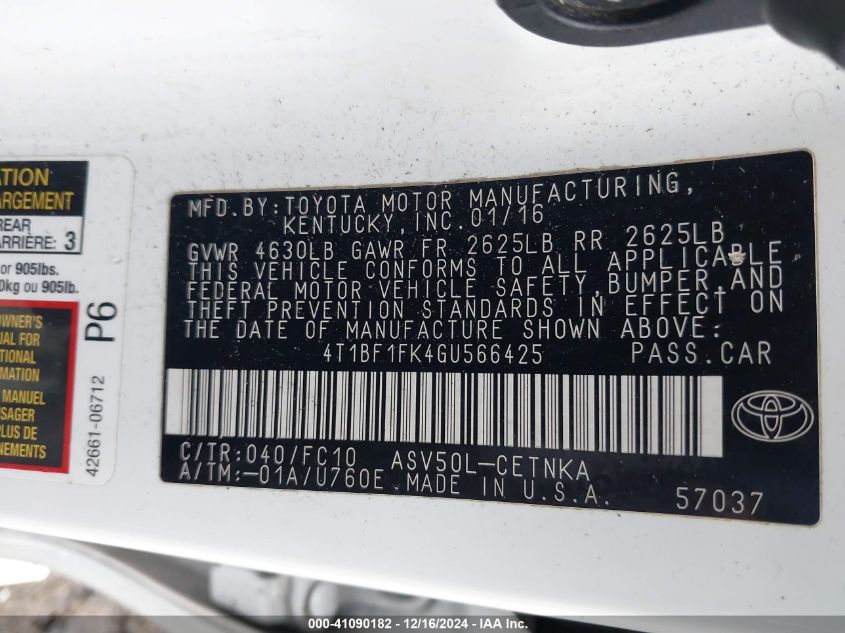 ATION
ARGEMENT
REAR
ARRIÈRE: 3
or 905lbs.
0kg ou 905lb.
OWNER'S
UAL FOR
TIONAL
RMATION
MANUEL
USAGER
PLUS DE
NEMENTS
P6
42661-06712
MFD.BY:TOYOTA MOTOR MANUFACTURING,
KENTUCKY,INC.01/16
GVWR 4630LB GAWR FR 2625LB RR 2625LB
THIS VEHICLE CONFORMS TO ALL APPLICABLE
FEDERAL MOTOR VEHICLE SAFETY,BUMPER,AND
THEFT PREVENTION STANDARDS IN EFFECT ON
THE DATE OF MANUFACTURE SHOWN ABOVE.
4T1BF1FK4GU566425 PASS.CAR
C/TR:040/FC10 ASV50L-CETNKA
A/TM:-01A/U760E MADE IN U.S.A. 57037
000-41090182 - 12/16/2024 - IAA Inc.